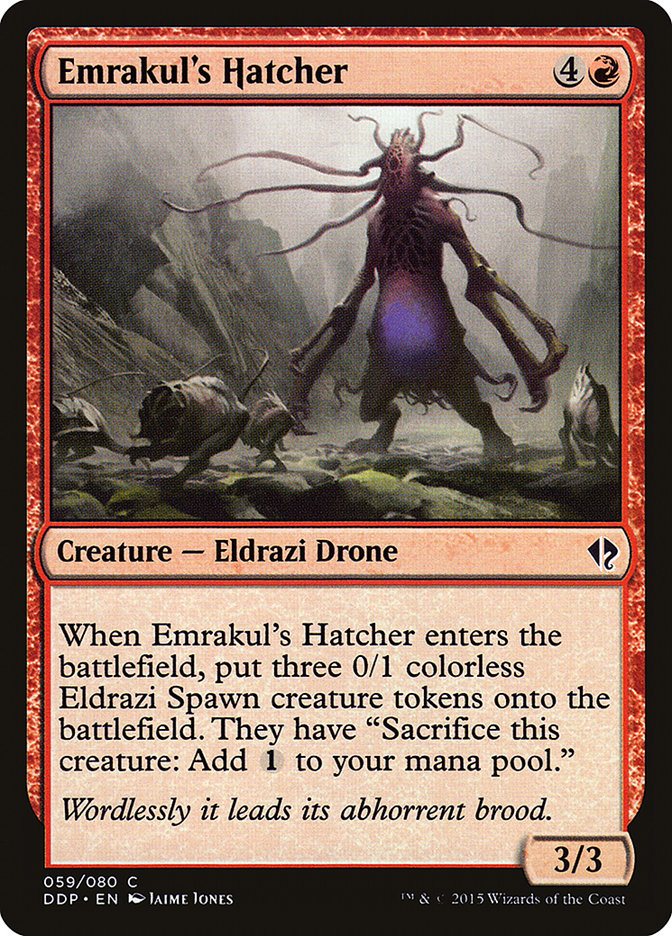 Emrakul's Hatcher 4
Creature — Eldrazi Drone
When Emrakul's Hatcher enters the
battlefield, put three 0/1 colorless
Eldrazi Spawn creature tokens onto the
battlefield. They have “Sacrifice this
creature: Add 1 to your mana pool.”
Wordlessly it leads its abhorrent brood.
3/3
059/080 C
DDP • EN Jaime Jones
™ & © 2015 Wizards of the Coast